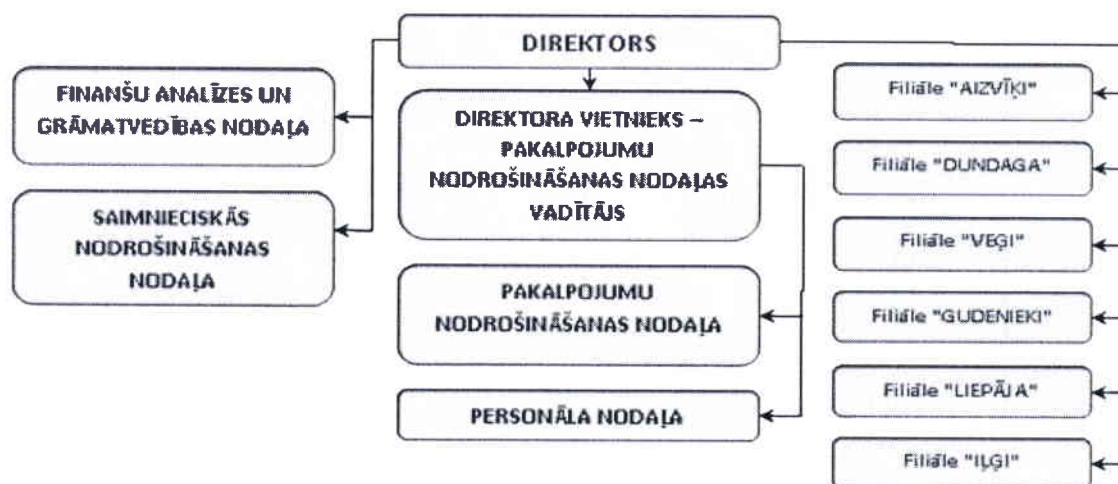 DIREKTORS
FINANŠU ANALĪZES UN
GRĀMATVEDĪBAS NODAĻA
SAIMNIECISKĀS
NODROŠINĀŠANAS
NODAĻA
DIREKTORA VIETNIEKS –
PAKALPOJUMU
NODROŠINĀŠANAS NODAĻAS
VADĪTĀJS
PAKALPOJUMU
NODROŠINĀŠANAS NODAĻA
PERSONĀLA NODAĻA
Filiāle "AIZVĪĶI"
Filiāle "DUNDAGA"
Filiāle "VEĢI"
Filiāle "GUDENIEKI"
Filiāle "LIEPĀJA"
Filiāle "IĻĢI"